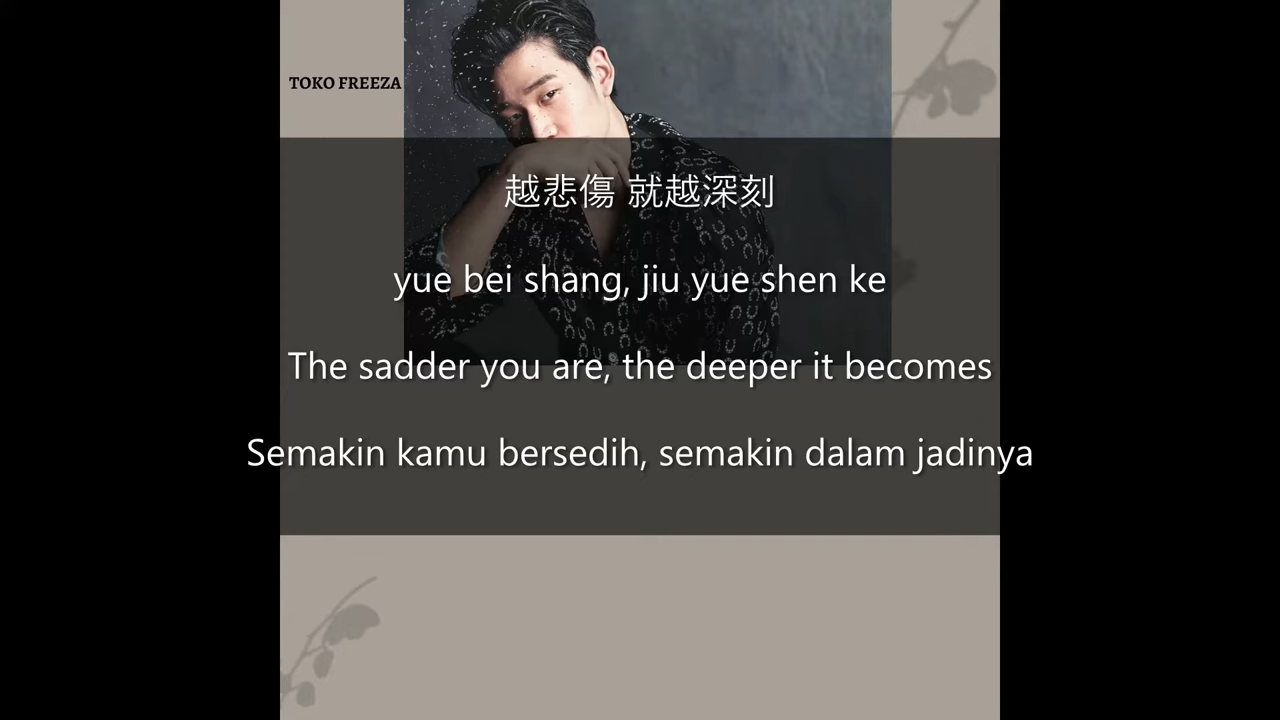 TOKO FREEZA
越悲傷 就越深刻
yue bei shang, jiu yue shen ke
The sadder you are, the deeper it becomes
Semakin kamu bersedih, semakin dalam jadinya